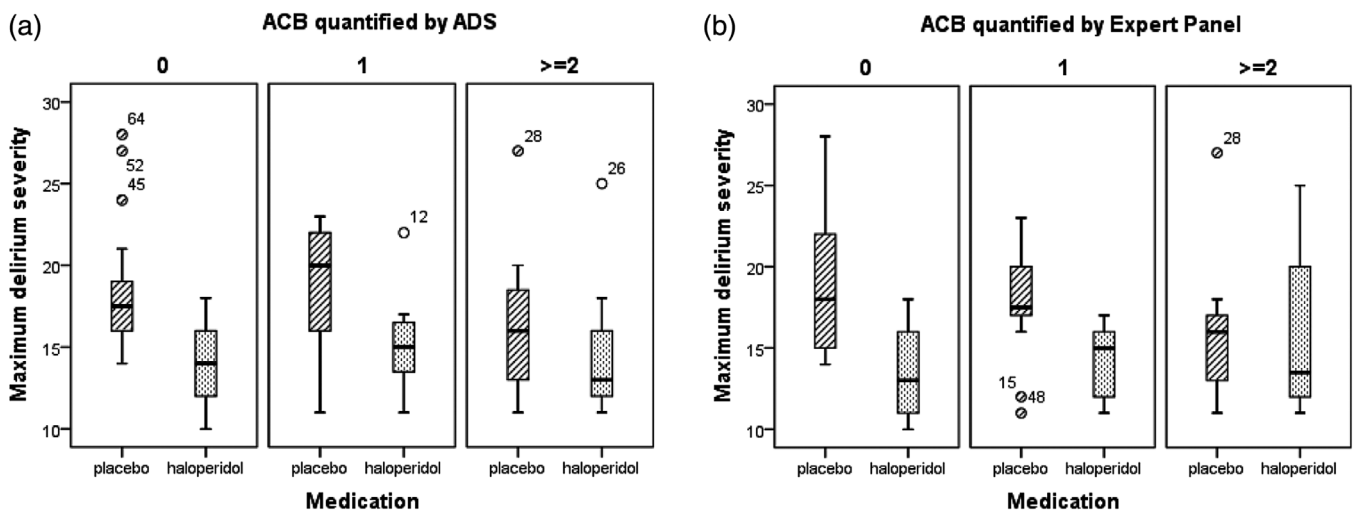 (a)
ACB quantified by ADS
0 1 >=2
Maximum delirium severity
30
25
20
15
10
64
52
45
12
28
26
placebo haloperidol placebo haloperidol placebo haloperidol
Medication
(b)
ACB quantified by Expert Panel
0 1 >=2
Maximum delirium severity
30
25
20
15
10
15
48
28
placebo haloperidol placebo haloperidol placebo haloperidol
Medication